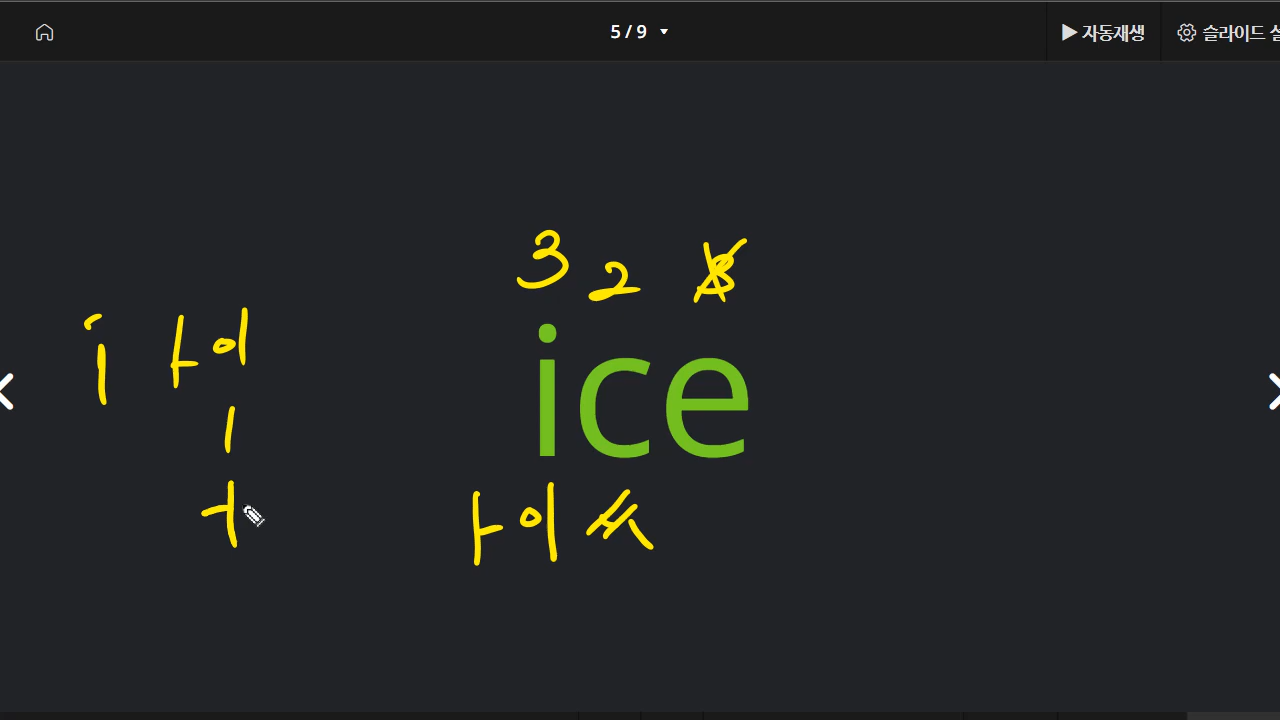 5 / 9
▶ 자동재생
슬라이드
3 2
i ㅏ이
ice
ㅣ
ㅓ
ㅏ이 ㅆ